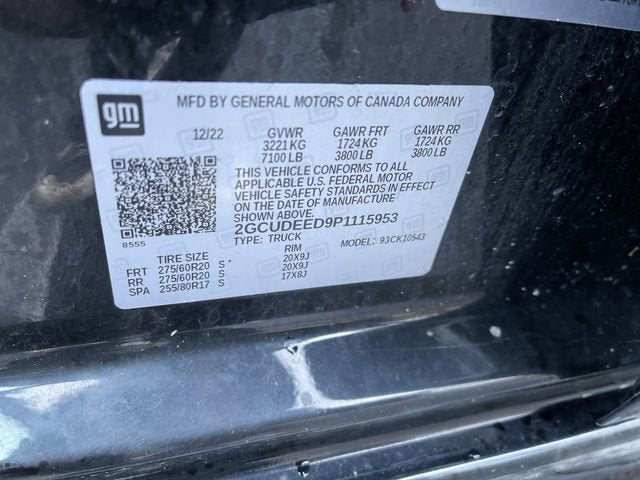 gm
MFD BY GENERAL MOTORS OF CANADA COMPANY
12/22 GVWR GAWR FRT GAWR RR
3221 KG 1724 KG 1724 KG
7100 LB 3800 LB 3800 LB
THIS VEHICLE CONFORMS TO ALL
APPLICABLE U.S. FEDERAL MOTOR
VEHICLE SAFETY STANDARDS IN EFFECT
ON THE DATE OF MANUFACTURE
SHOWN ABOVE.
2GCUDEED9P1115953
8555
TYPE: TRUCK MODEL: 93CK10543
TIRE SIZE RIM
FRT 275/60R20 S 20X9J
RR 275/60R20 S 20X9J
SPA 255/80R17 S 17X8J